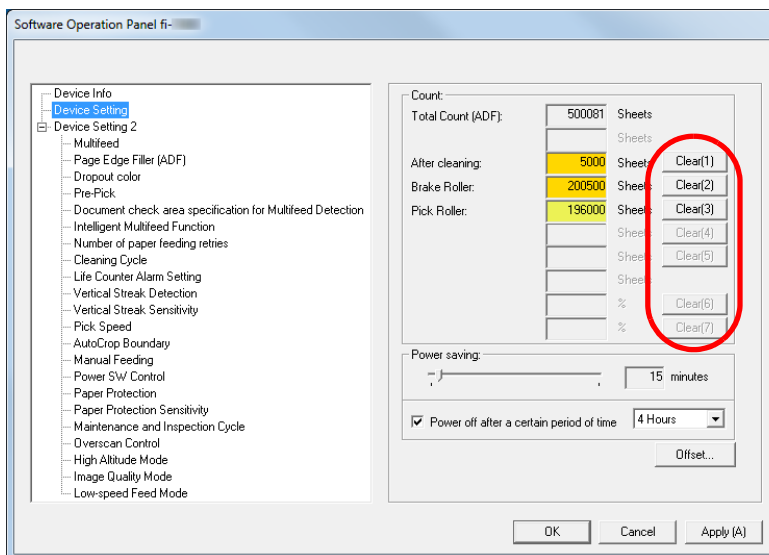 Software Operation Panel fi-
Device Info
Device Setting
Device Setting 2
Multifeed
Page Edge Filler (ADF)
Dropout color
Pre-Pick
Document check area specification for Multifeed Detection
Intelligent Multifeed Function
Number of paper feeding retries
Cleaning Cycle
Life Counter Alarm Setting
Vertical Streak Detection
Vertical Streak Sensitivity
Pick Speed
AutoCrop Boundary
Manual Feeding
Power SW Control
Paper Protection
Paper Protection Sensitivity
Maintenance and Inspection Cycle
Overscan Control
High Altitude Mode
Image Quality Mode
Low-speed Feed Mode
Count:
Total Count (ADF): 500081 Sheets
Sheets
After cleaning: 5000 Sheets Clear(1)
Brake Roller: 200500 Sheets Clear(2)
Pick Roller: 196000 Sheets Clear(3)
Sheets Clear(4)
Sheets Clear(5)
Sheets
% Clear(6)
% Clear(7)
Power saving:
15 minutes
Power off after a certain period of time 4 Hours
Offset...
OK Cancel Apply (A)